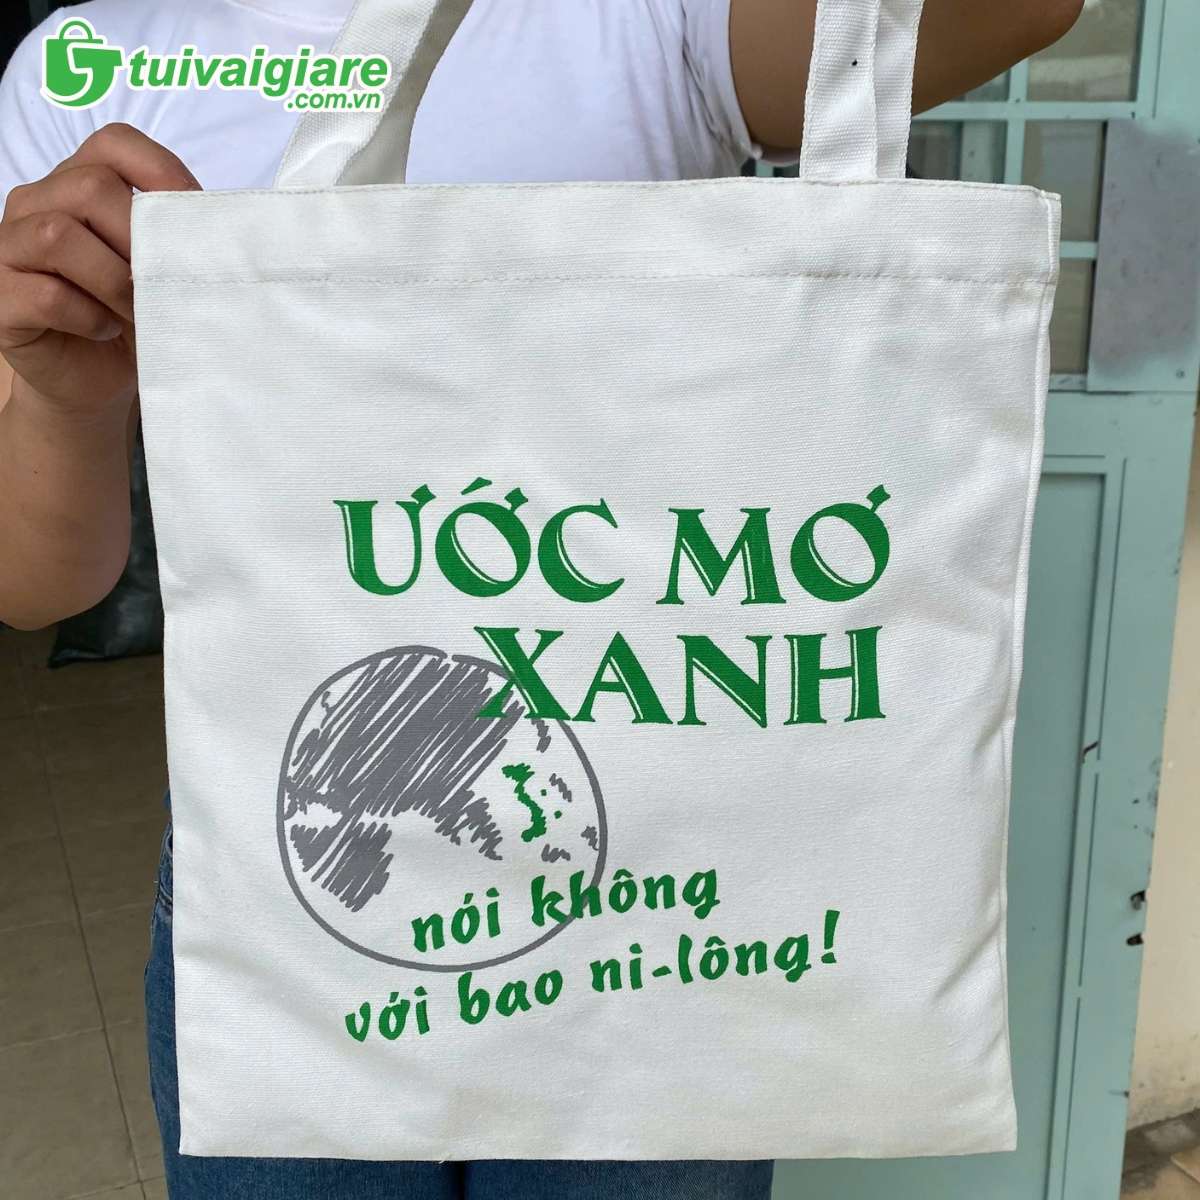 tuivaigiare
.com.vn
ƯỚC MƠ
XANH
nói không
với bao ni-lông!